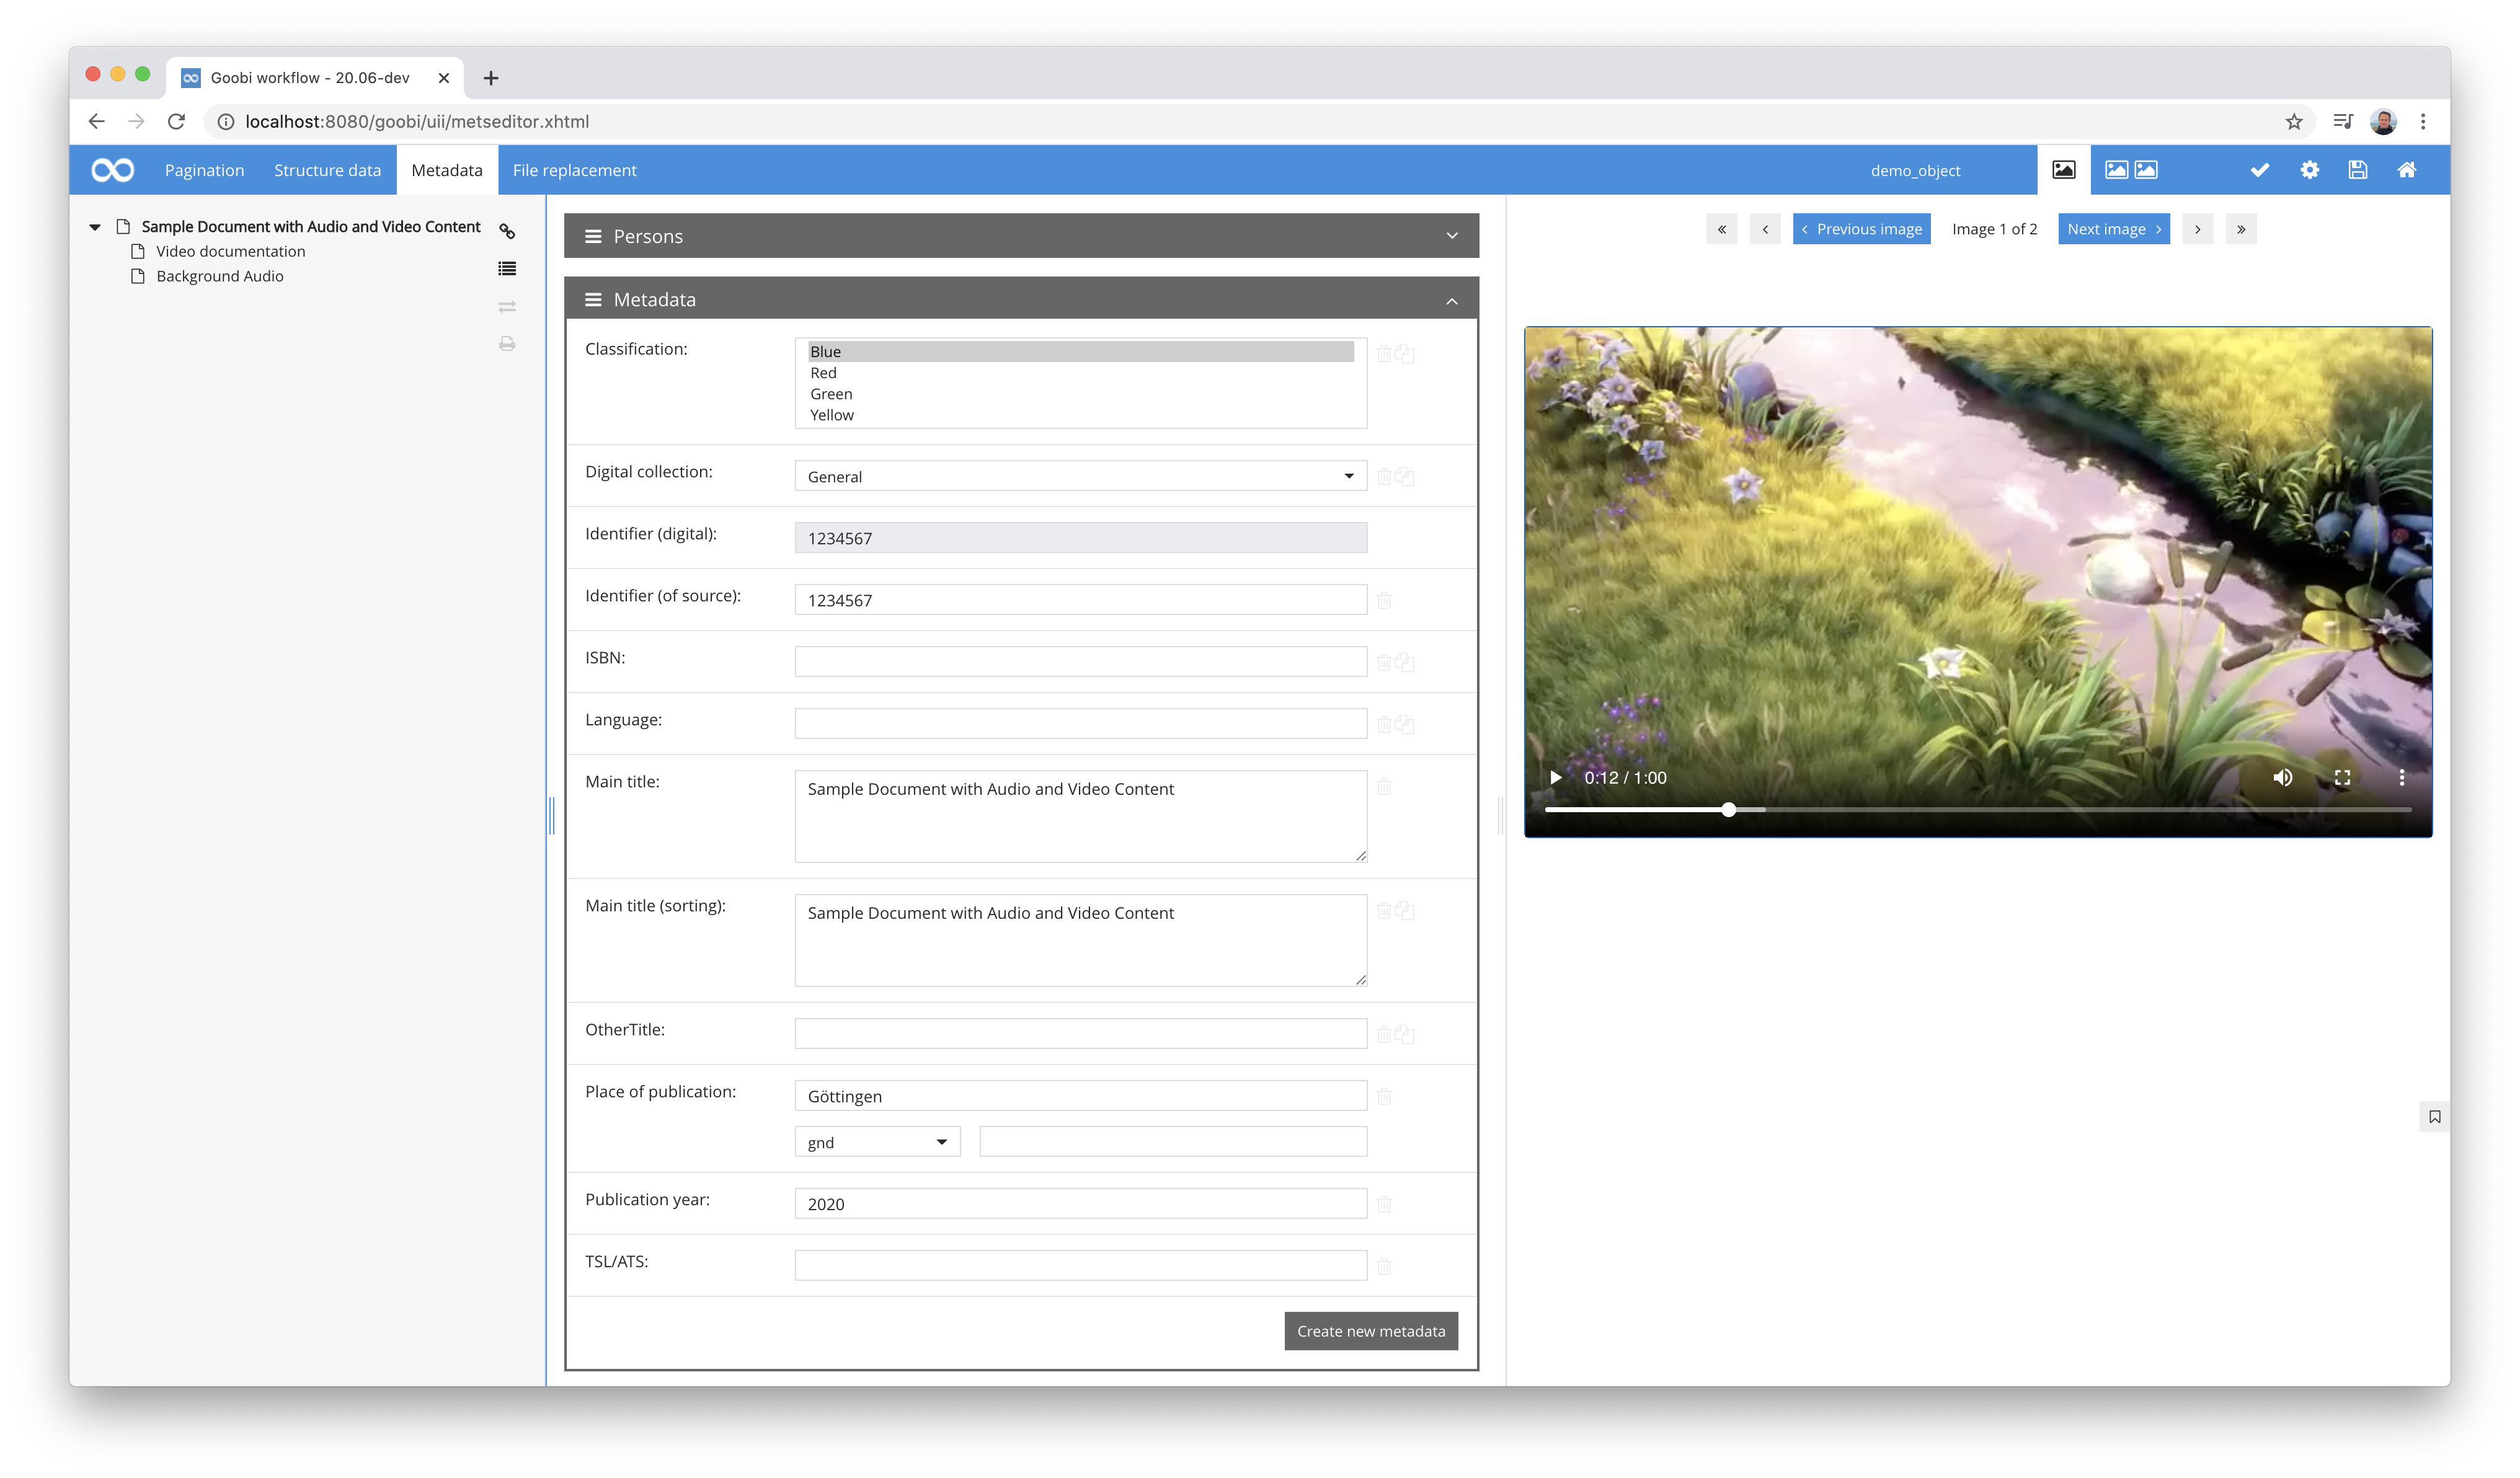 Goobi workflow - 20.06-dev
localhost:8080/goobi/uii/metseditor.xhtml
Pagination Structure data Metadata File replacement demo_object
Sample Document with Audio and Video Content
Video documentation
Background Audio
Persons
Metadata
Classification:
Blue
Red
Green
Yellow
Digital collection: General
Identifier (digital): 1234567
Identifier (of source): 1234567
ISBN:
Language:
Main title: Sample Document with Audio and Video Content
Main title (sorting): Sample Document with Audio and Video Content
OtherTitle:
Place of publication: Göttingen
gnd
Publication year: 2020
TSL/ATS:
Create new metadata
« ‹ ‹ Previous image Image 1 of 2 Next image › › »
0:12 / 1:00